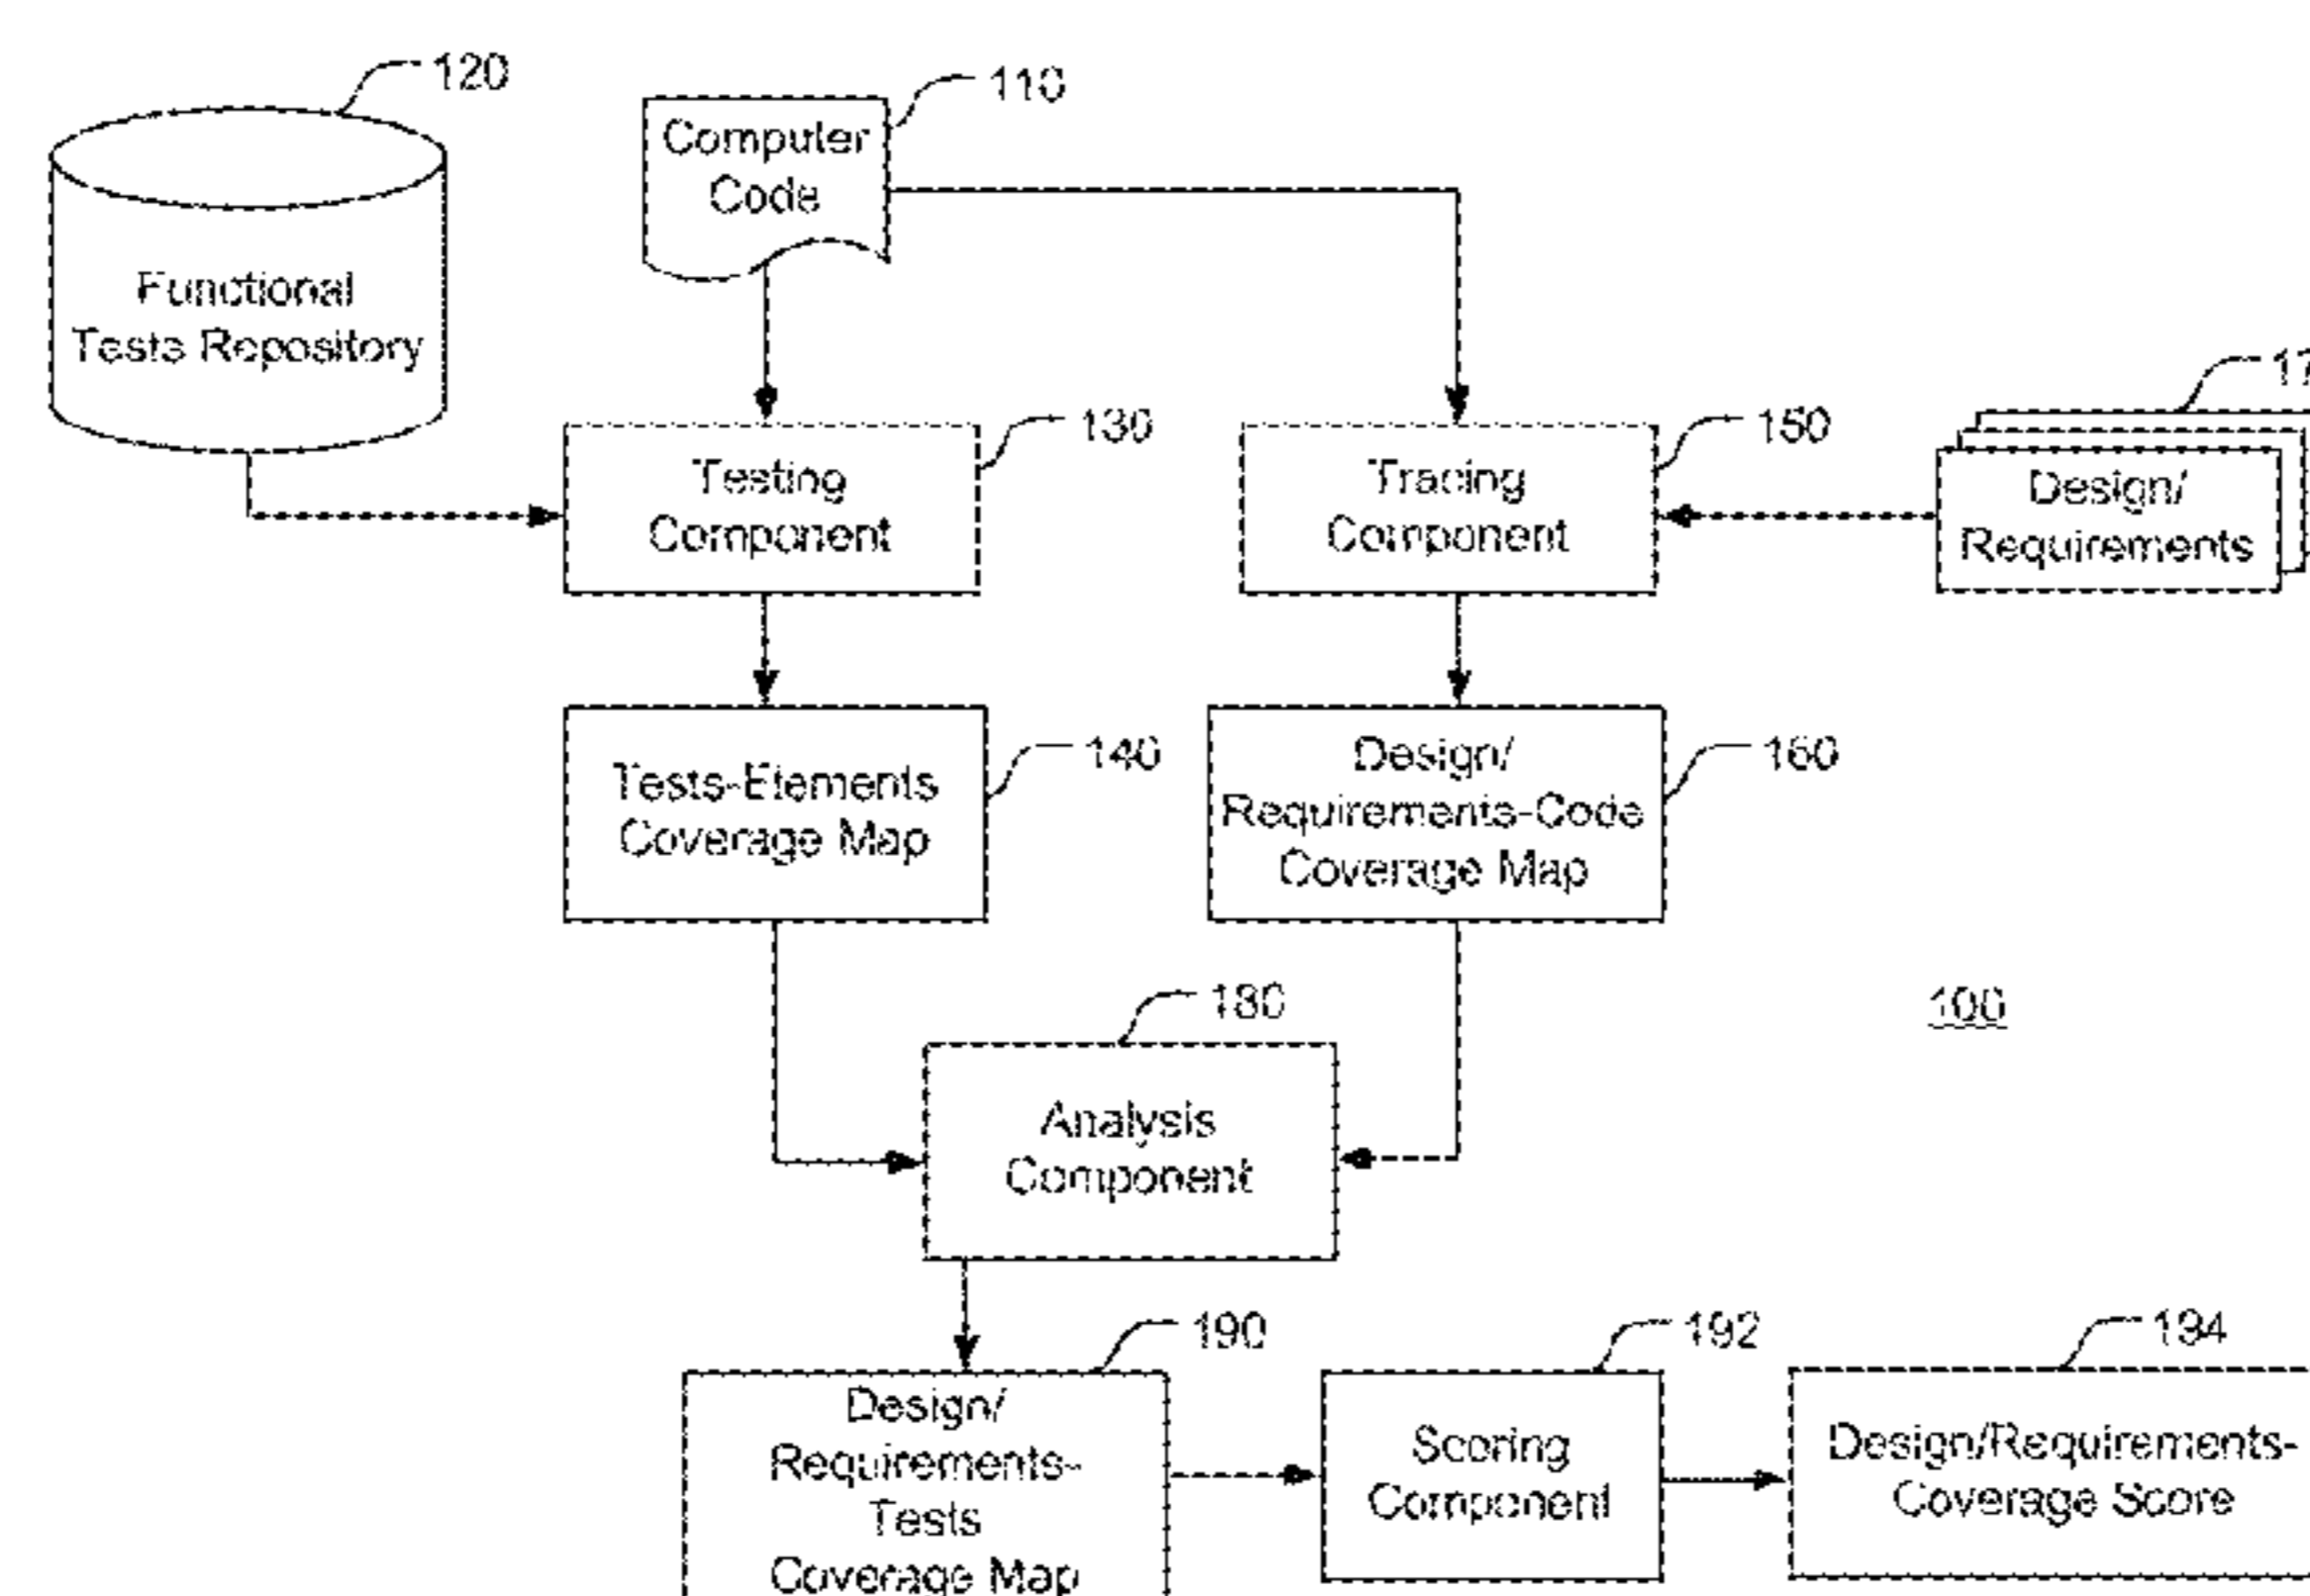 120
110
Computer
Code
Functional
Tests Repository
17
130
150
Testing
Component
Tracing
Component
Design/
Requirements
140
160
Tests-Elements
Coverage Map
Design/
Requirements-Code
Coverage Map
180
100
Analysis
Component
190
192
194
Design/
Requirements-
Tests
Coverage Map
Scoring
Component
Design/Requirements-
Coverage Score